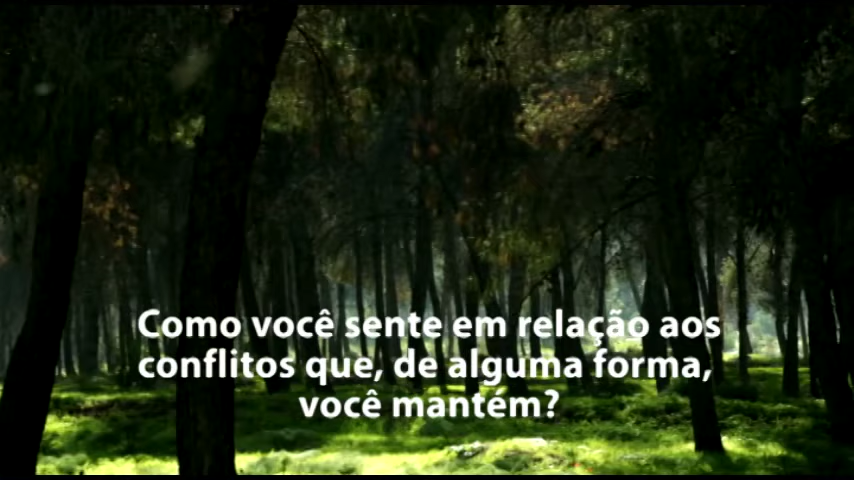 Como você sente em relação aos
conflitos que, de alguma forma,
você mantém?